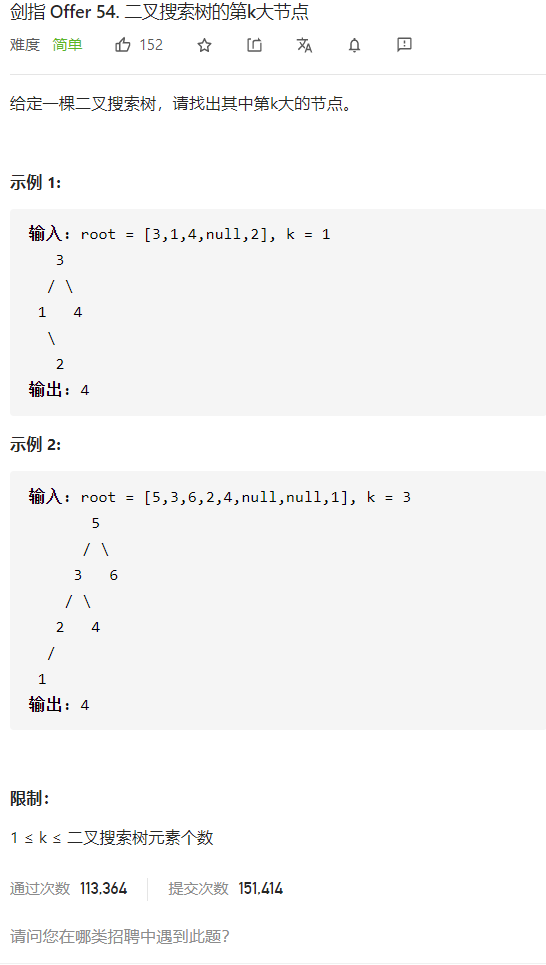 剑指 Offer 54. 二叉搜索树的第k大节点
难度 简单 152
给定一棵二叉搜索树，请找出其中第k大的节点。
示例 1:
输入: root = [3,1,4,null,2], k = 1
3
/ \
1 4
\
2
输出: 4
示例 2:
输入: root = [5,3,6,2,4,null,null,1], k = 3
5
/ \
3 6
/ \
2 4
/
1
输出: 4
限制：
1 ≤ k ≤ 二叉搜索树元素个数
通过次数 113,364 提交次数 151,414
请问您在哪类招聘中遇到此题？